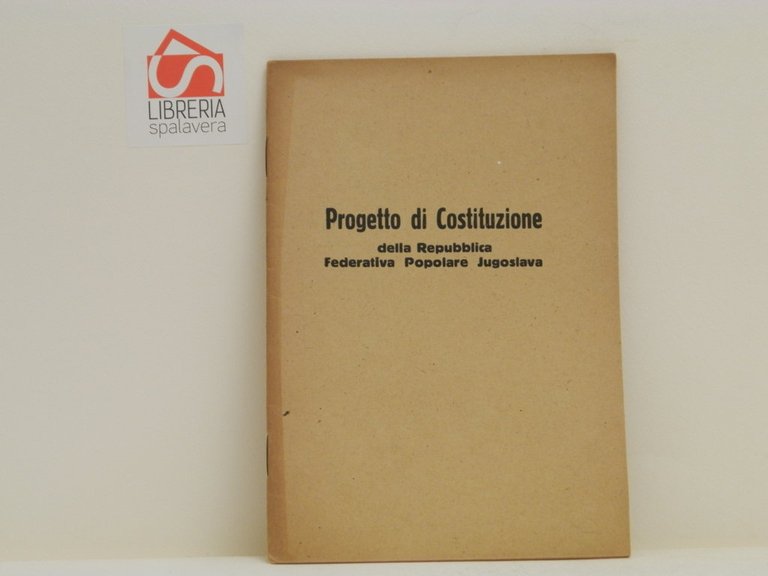 LIBRERIA
spalavera
Progetto di Costituzione
della Repubblica
Federativa Popolare Jugoslava